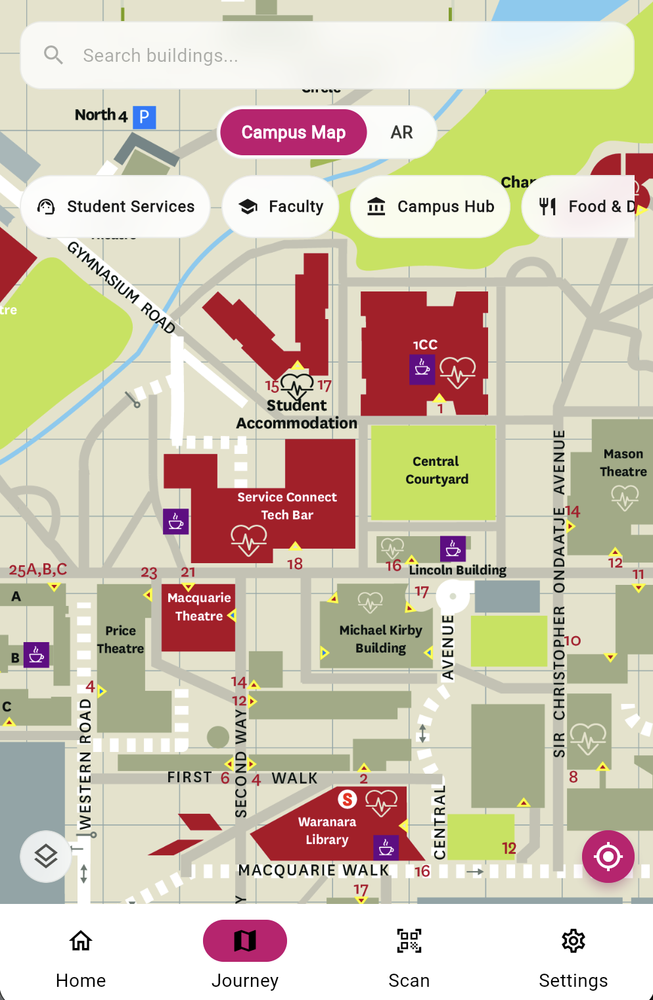 Search buildings...
Circle
North 4 P
Campus Map
AR
Student Services
Faculty
Campus Hub
Food & D
Theatre
GYMNASIUM ROAD
tre
1CC
15
17
1
Student
Accommodation
Central
Courtyard
Mason
Theatre
Service Connect
Tech Bar
SIR CHRISTOPHER ONDAATJE AVENUE
14
12
18
16
Lincoln Building
25A,B,C
23
21
11
A
Macquarie
Theatre
17
Price
Theatre
Michael Kirby
Building
CENTRAL AVENUE
10
B
4
14
12
C
WESTERN ROAD
SECOND WAY
FIRST WALK
6
4
2
8
S
Waranara
Library
12
MACQUARIE WALK
16
17
Y
Home
Journey
Scan
Settings